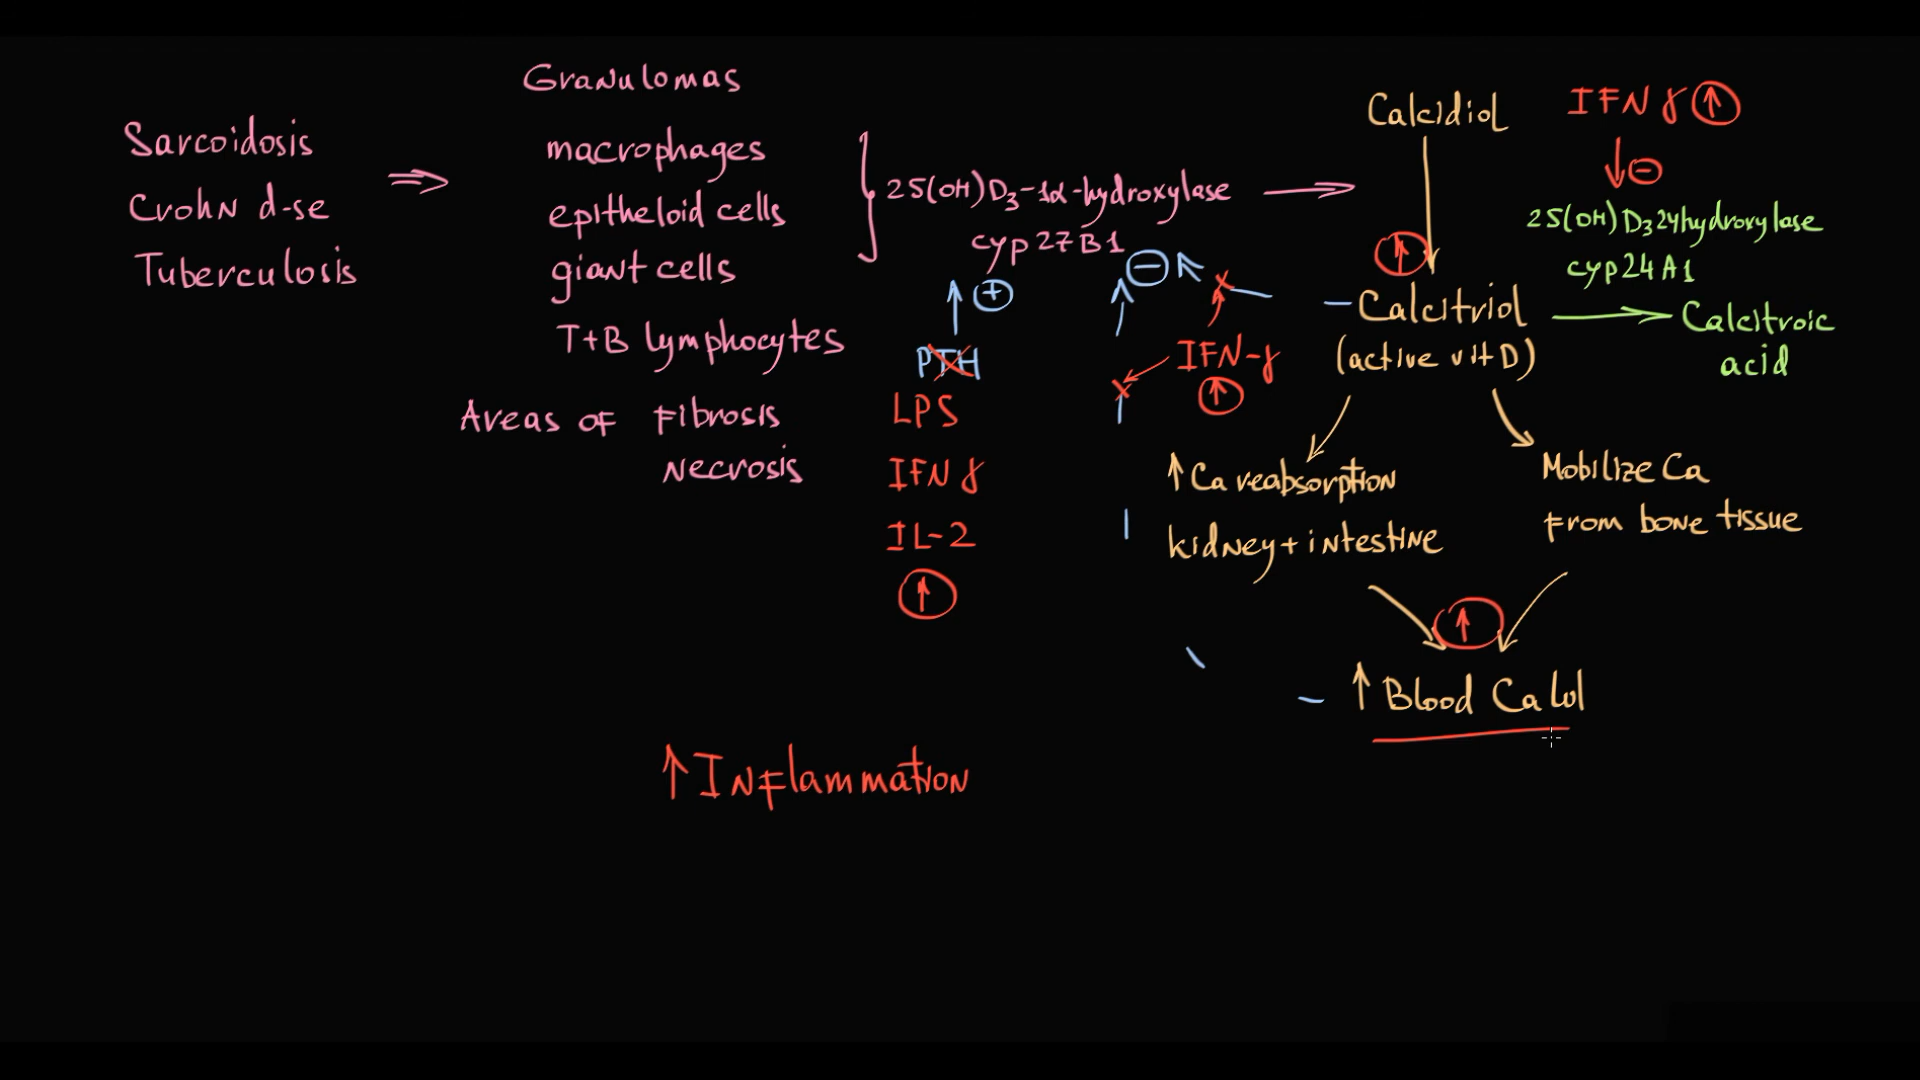 Granulomas
Sarcoidosis
Crohn d-se
Tuberculosis
⇒
macrophages
epitheloid cells
giant cells
T+B lymphocytes
Areas of fibrosis
necrosis
25(OH)D3-1α-hydroxylase
cyp27B1
↑ +
PTH
LPS
IFN γ
IL-2
↑
−
IFN-γ
↑
Calcidiol
IFN γ ↑
↓ −
25(OH)D3 24hydroxylase
cyp24A1
↑
Calcitriol
(active vit D)
Calcitroic
acid
↑ Ca reabsorption
kidney + intestine
Mobilize Ca
from bone tissue
↑
↑ Blood Ca lvl
↑ Inflammation